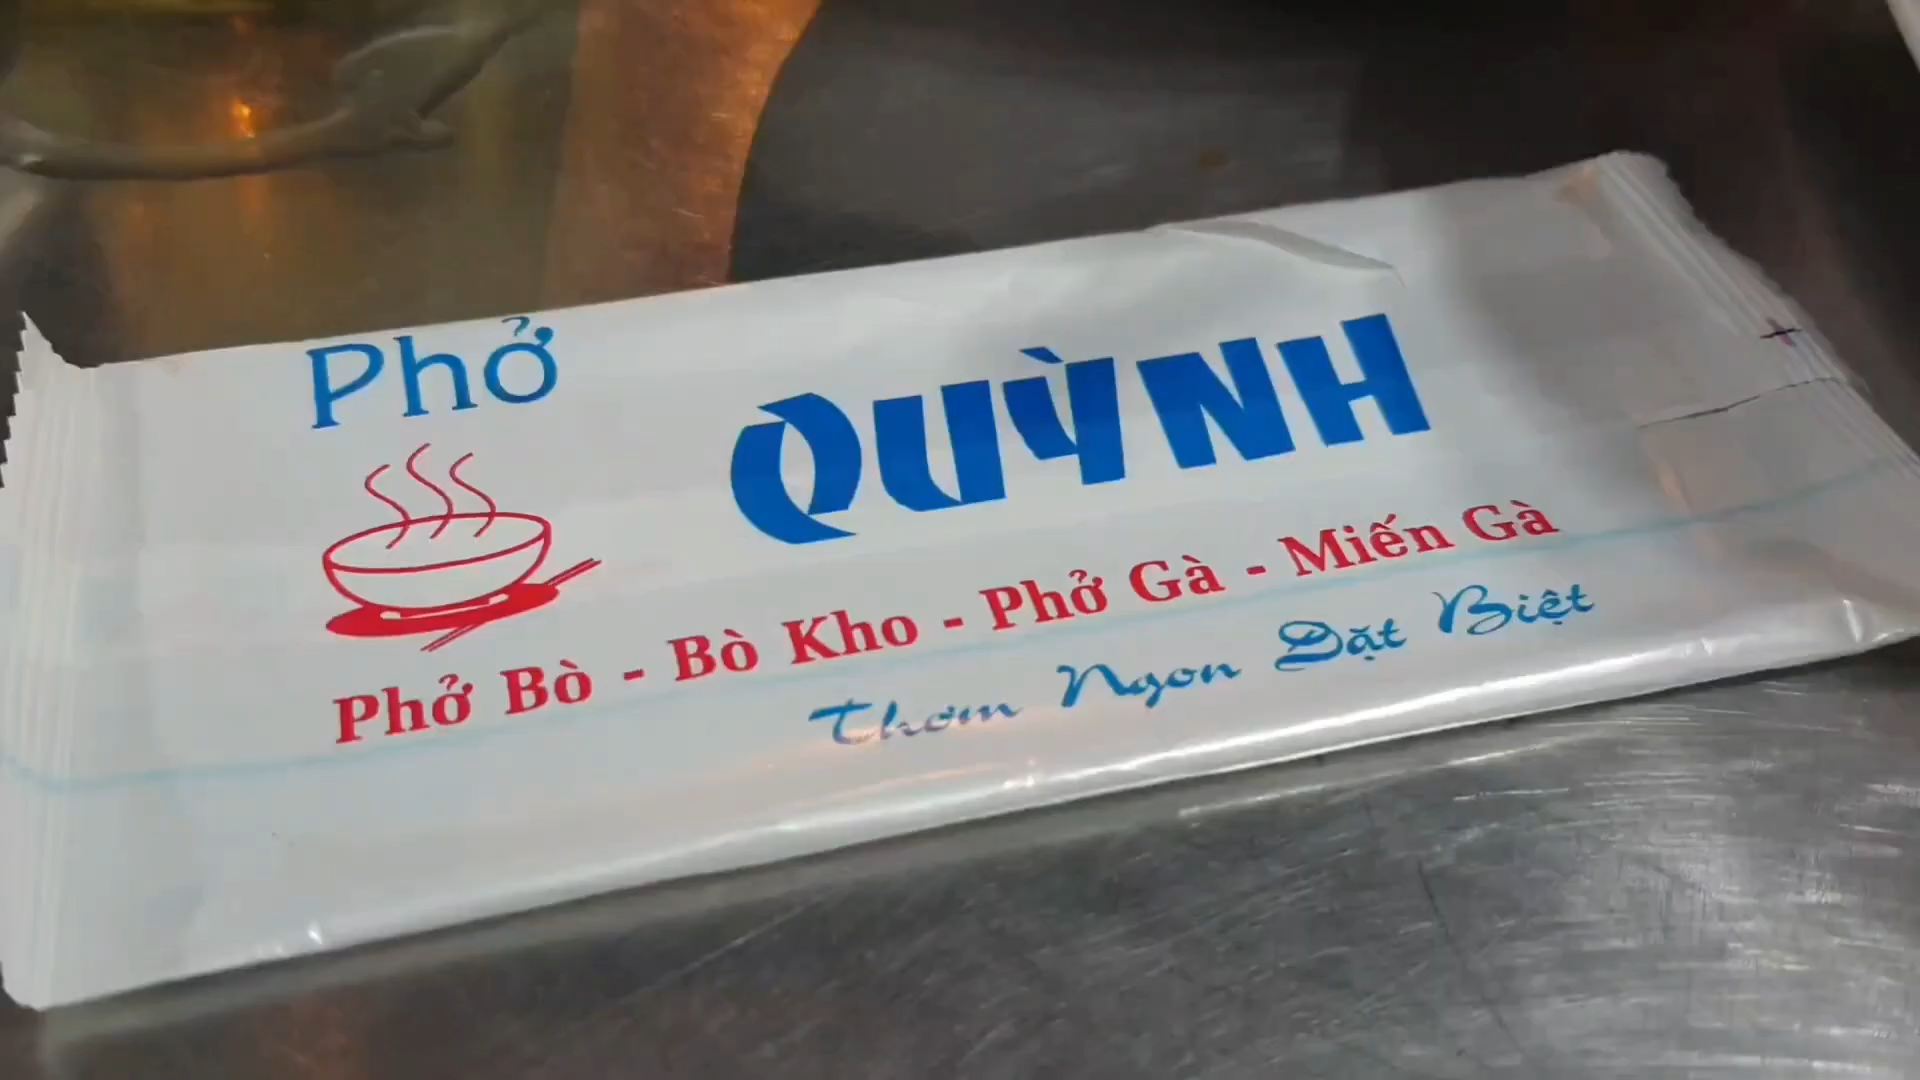 Phở
QUỲNH
Phở Bò - Bò Kho - Phở Gà - Miến Gà
Thơm Ngon Đặt Biệt